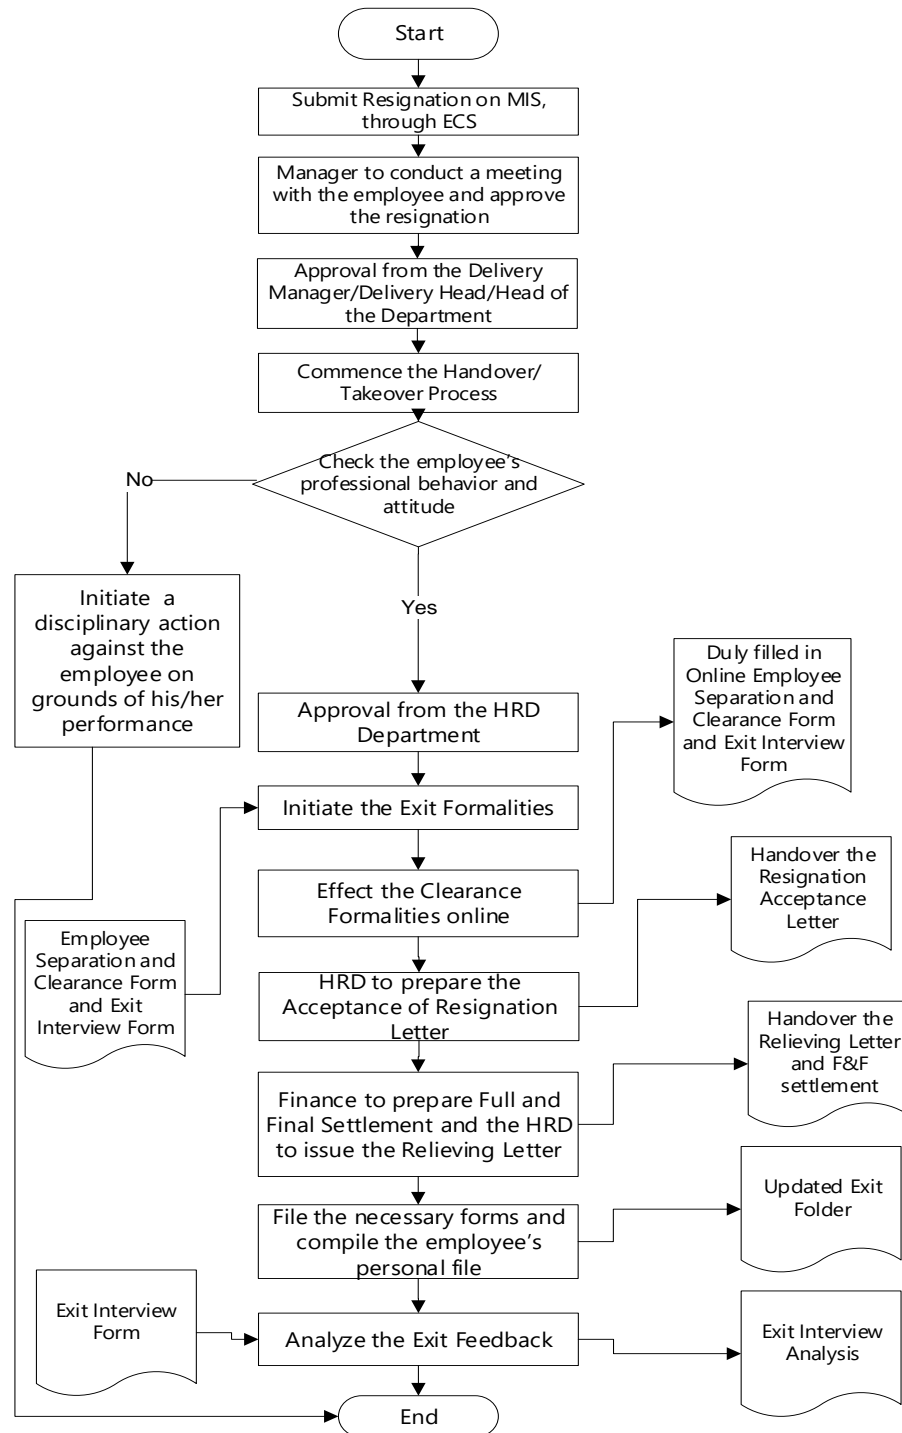 Start
Submit Resignation on MIS,
through ECS
Manager to conduct a meeting
with the employee and approve
the resignation
Approval from the Delivery
Manager/Delivery Head/Head of
the Department
Commence the Handover/
Takeover Process
Check the employee's
professional behavior and
attitude
No
Yes
Initiate a
disciplinary action
against the
employee on
grounds of his/her
performance
Approval from the HRD
Department
Duly filled in
Online Employee
Separation and
Clearance Form
and Exit Interview
Form
Initiate the Exit Formalities
Effect the Clearance
Formalities online
Handover the
Resignation
Acceptance
Letter
Employee
Separation and
Clearance Form
and Exit
Interview Form
HRD to prepare the
Acceptance of Resignation
Letter
Handover the
Relieving Letter
and F&F
settlement
Finance to prepare Full and
Final Settlement and the HRD
to issue the Relieving Letter
Updated Exit
Folder
File the necessary forms and
compile the employee's
personal file
Exit Interview
Form
Analyze the Exit Feedback
Exit Interview
Analysis
End